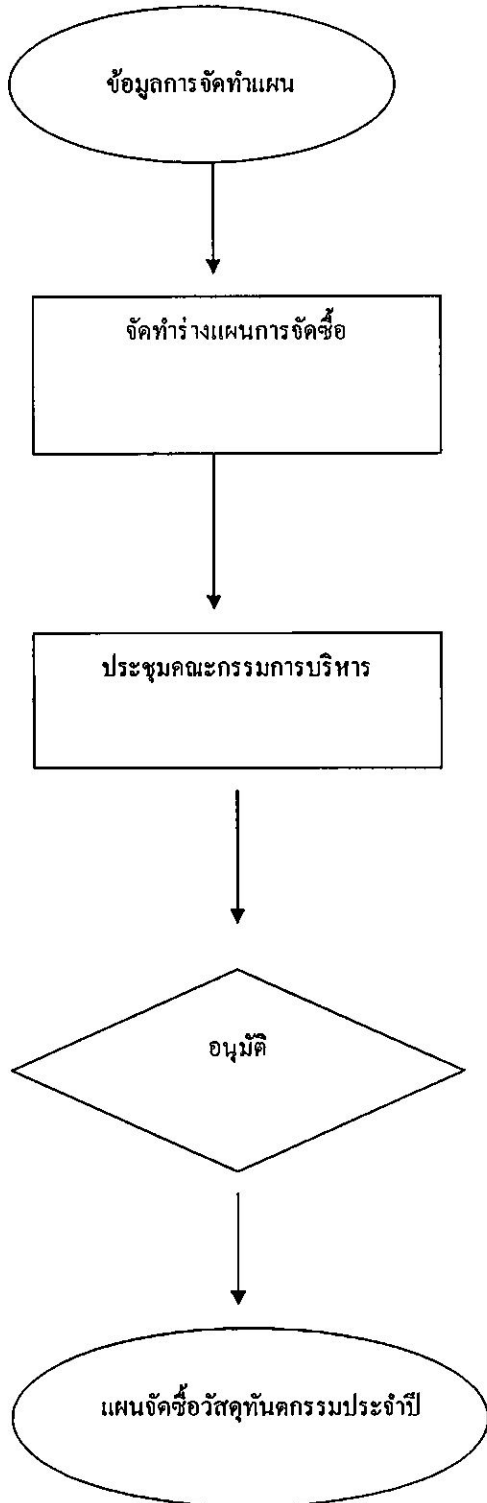 ข้อมูลการจัดทำแผน
จัดทำร่างแผนการจัดซื้อ
ประชุมคณะกรรมการบริหาร
อนุมัติ
แผนจัดซื้อวัสดุทันตกรรมประจำปี